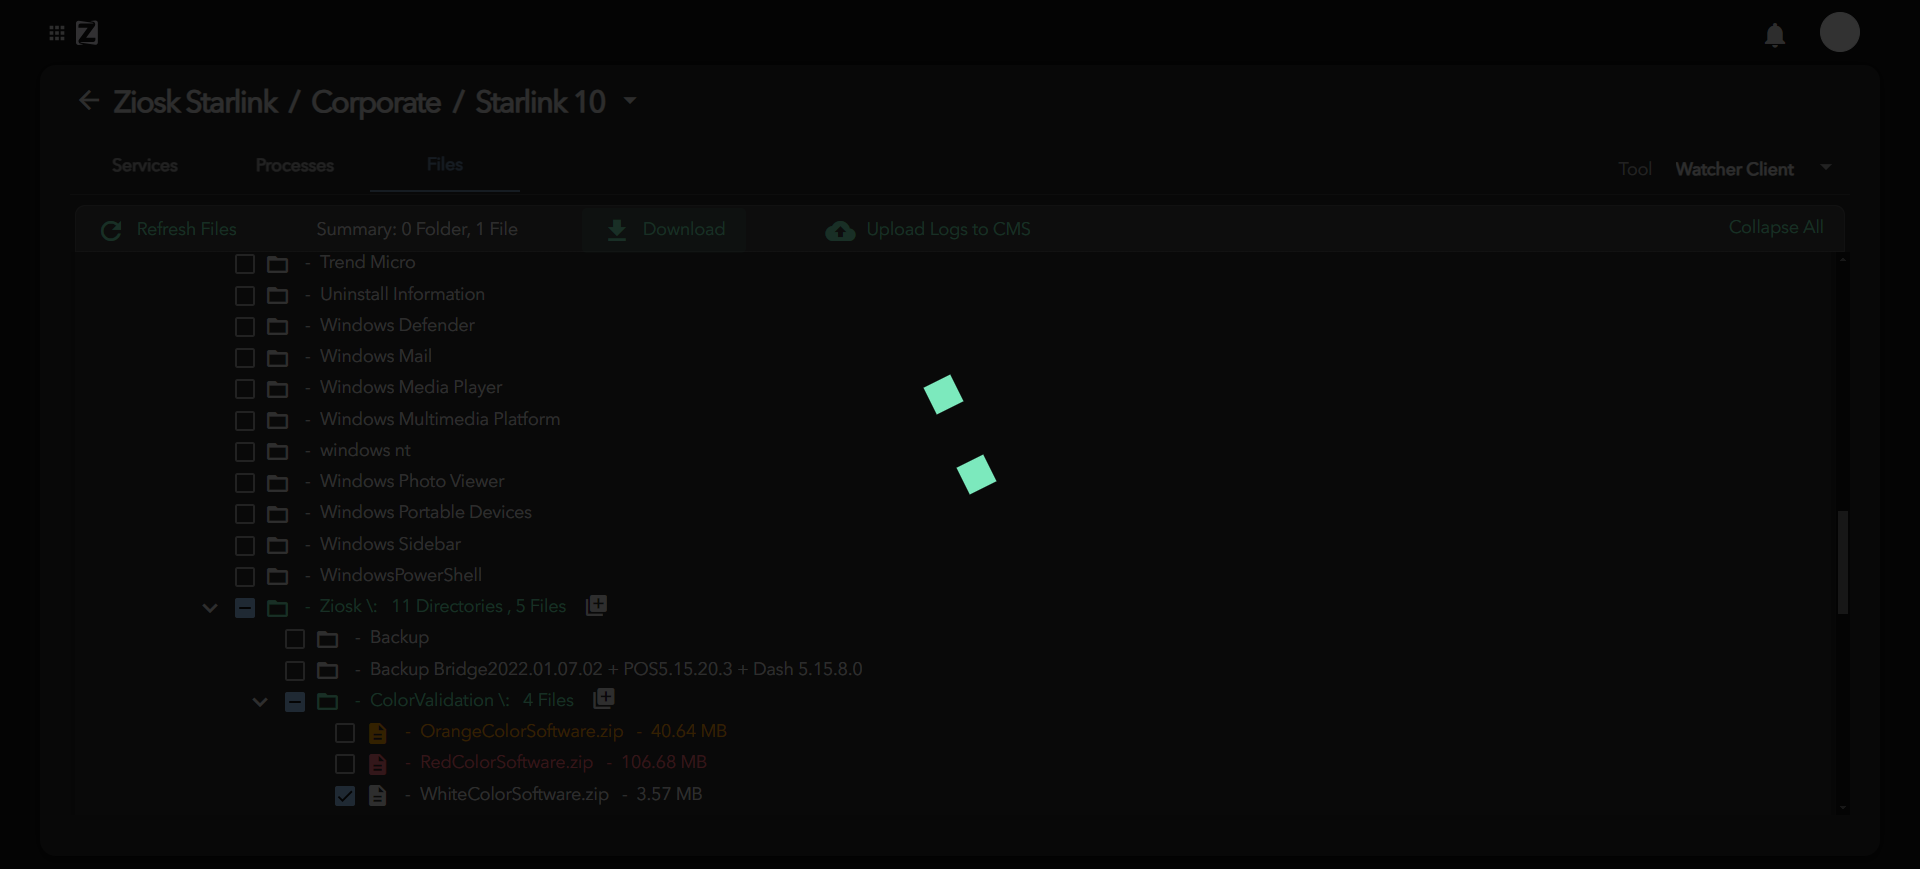 Z
Ziosk Starlink / Corporate / Starlink 10
Services Processes Files Tool Watcher Client
Refresh Files Summary: 0 Folder, 1 File Download Upload Logs to CMS Collapse All
- Trend Micro
- Uninstall Information
- Windows Defender
- Windows Mail
- Windows Media Player
- Windows Multimedia Platform
- windows nt
- Windows Photo Viewer
- Windows Portable Devices
- Windows Sidebar
- WindowsPowerShell
- Ziosk \: 11 Directories , 5 Files
- Backup
- Backup Bridge2022.01.07.02 + POS5.15.20.3 + Dash 5.15.8.0
- ColorValidation \: 4 Files
- OrangeColorSoftware.zip - 40.64 MB
- RedColorSoftware.zip - 106.68 MB
- WhiteColorSoftware.zip - 3.57 MB